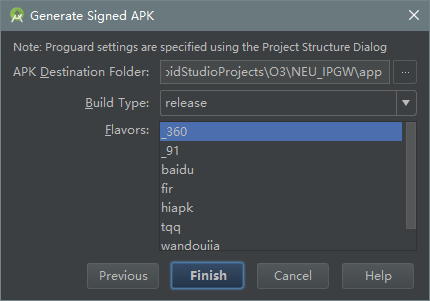 Generate Signed APK
Note: Proguard settings are specified using the Project Structure Dialog
APK Destination Folder: oidStudioProjects\O3\NEU_IPGW\app ...
Build Type: release
Flavors: _360
_91
baidu
fir
hiapk
tqq
wandoujia
Previous Finish Cancel Help